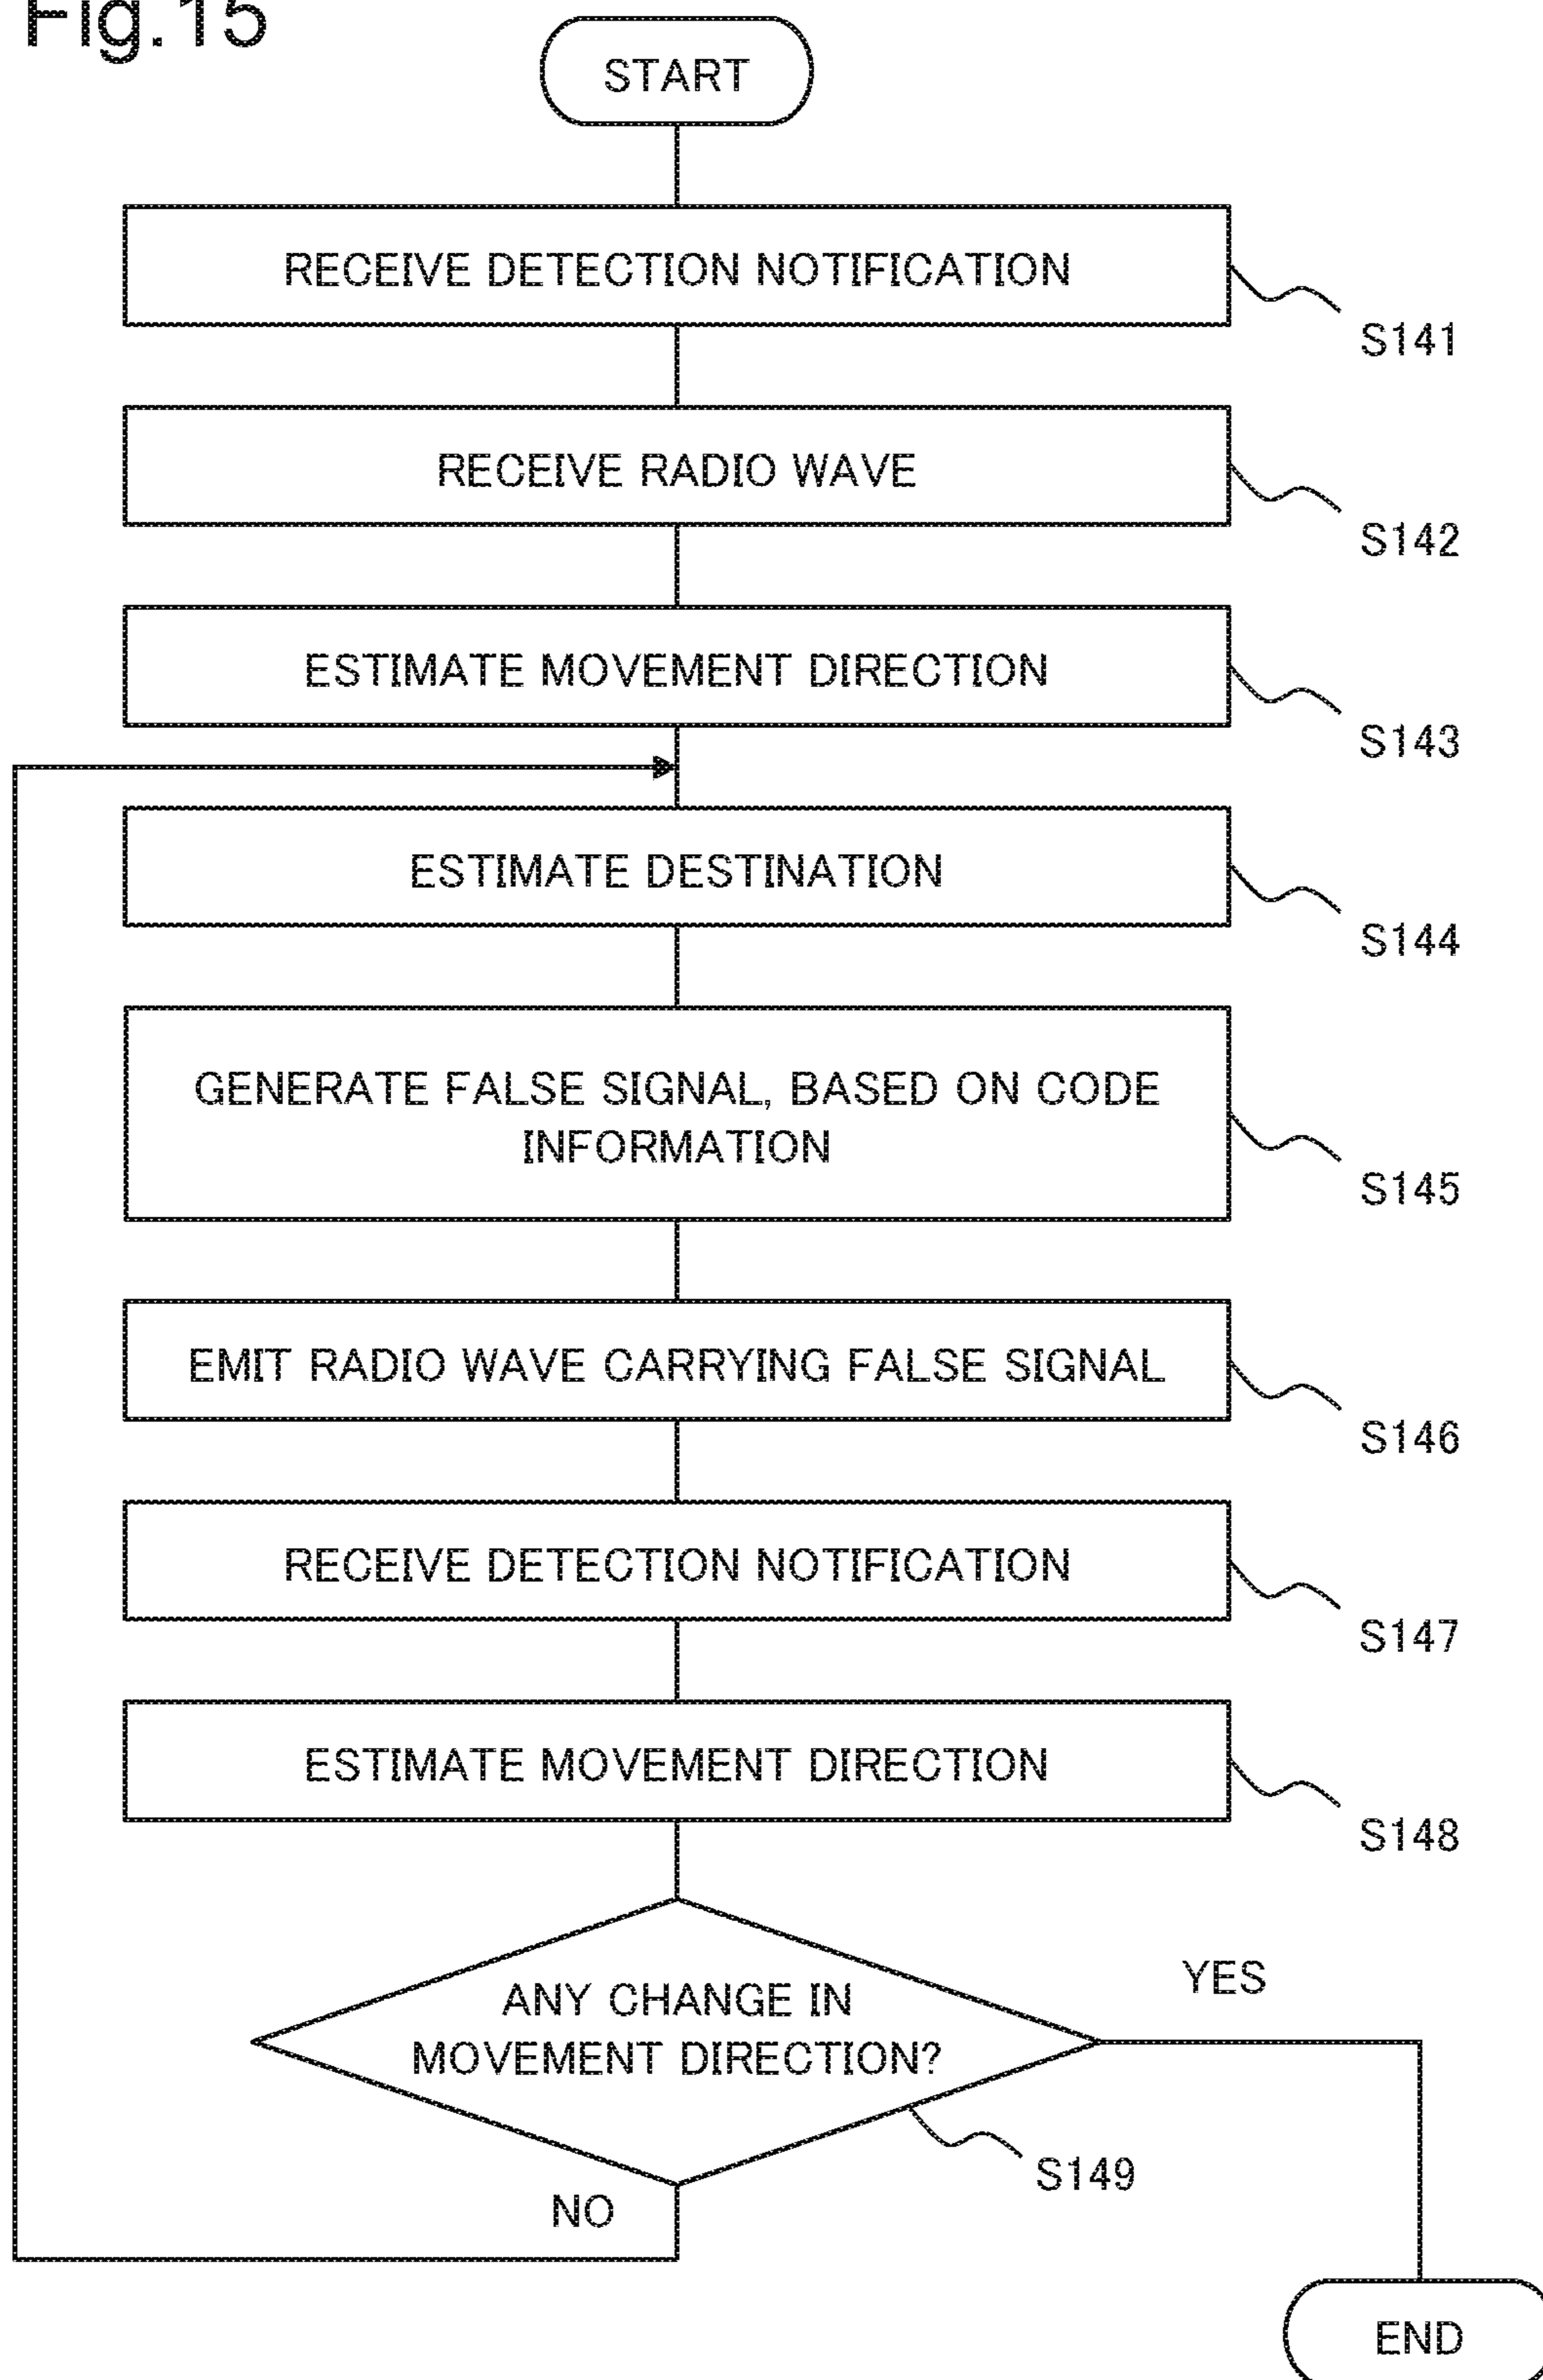 Fig.15
START
RECEIVE DETECTION NOTIFICATION
S141
RECEIVE RADIO WAVE
S142
ESTIMATE MOVEMENT DIRECTION
S143
ESTIMATE DESTINATION
S144
GENERATE FALSE SIGNAL, BASED ON CODE
INFORMATION
S145
EMIT RADIO WAVE CARRYING FALSE SIGNAL
S146
RECEIVE DETECTION NOTIFICATION
S147
ESTIMATE MOVEMENT DIRECTION
S148
YES
ANY CHANGE IN
MOVEMENT DIRECTION?
S149
NO
END